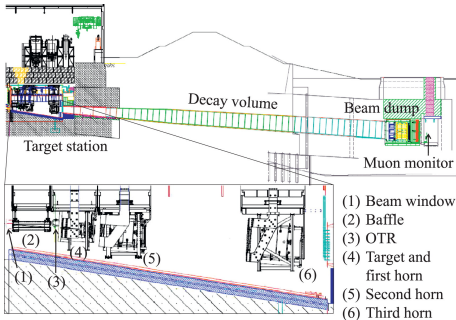 Decay volume
Beam dump
Target station
Muon monitor
(1) Beam window
(2) Baffle
(3) OTR
(4) Target and
first horn
(5) Second horn
(6) Third horn
(2)
(4)
(5)
(6)
(1)
(3)